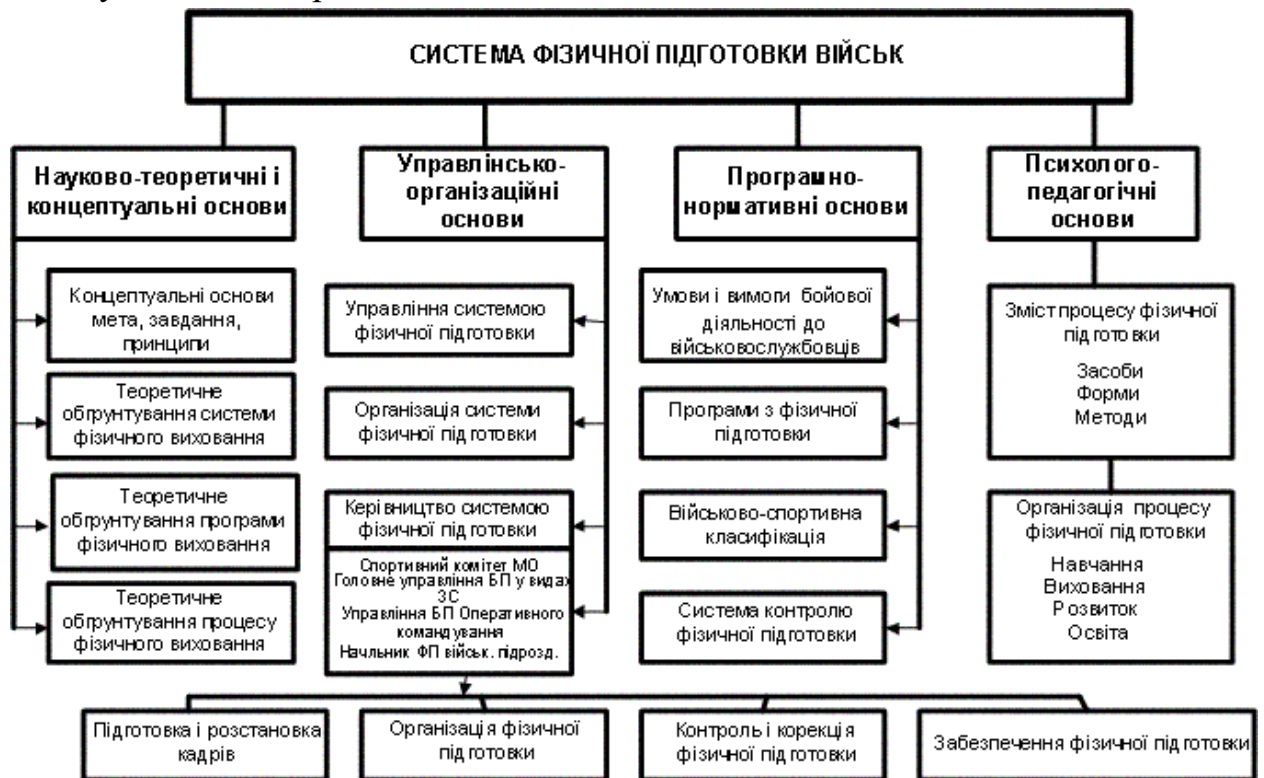 СИСТЕМА ФІЗИЧНОЇ ПІДГОТОВКИ ВІЙСЬК
Науково-теоретичні і
концептуальні основи
Управлінсько-
організаційні
основи
Програмно-
нормативні основи
Психолого-
педагогічні
основи
Концептуальні основи
мета, завдання,
принципи
Теоретичне
обгрунтування системи
фізичного виховання
Теоретичне
обгрунтування програми
фізичного виховання
Теоретичне
обгрунтування процесу
фізичного виховання
Управління системою
фізичної підготовки
Організація системи
фізичної підготовки
Керівництво системою
фізичної підготовки
Спортивний комітет МО
Головне управління БП у видах
ЗС
Управління БП Оперативного
командування
Начльник ФП військ. підрозд.
Умови і вимоги бойової
діяльності до
військовослужбовців
Програми з фізичної
підготовки
Військово-спортивна
класифікація
Система контролю
фізичної підготовки
Зміст процесу фізичної
підготовки
Засоби
Форми
Методи
Організація процесу
фізичної підготовки
Навчання
Виховання
Розвиток
Освіта
Підготовка і розстановка
кадрів
Організація фізичної
підготовки
Контроль і корекція
фізичної підготовки
Забезпечення фізичної підготовки